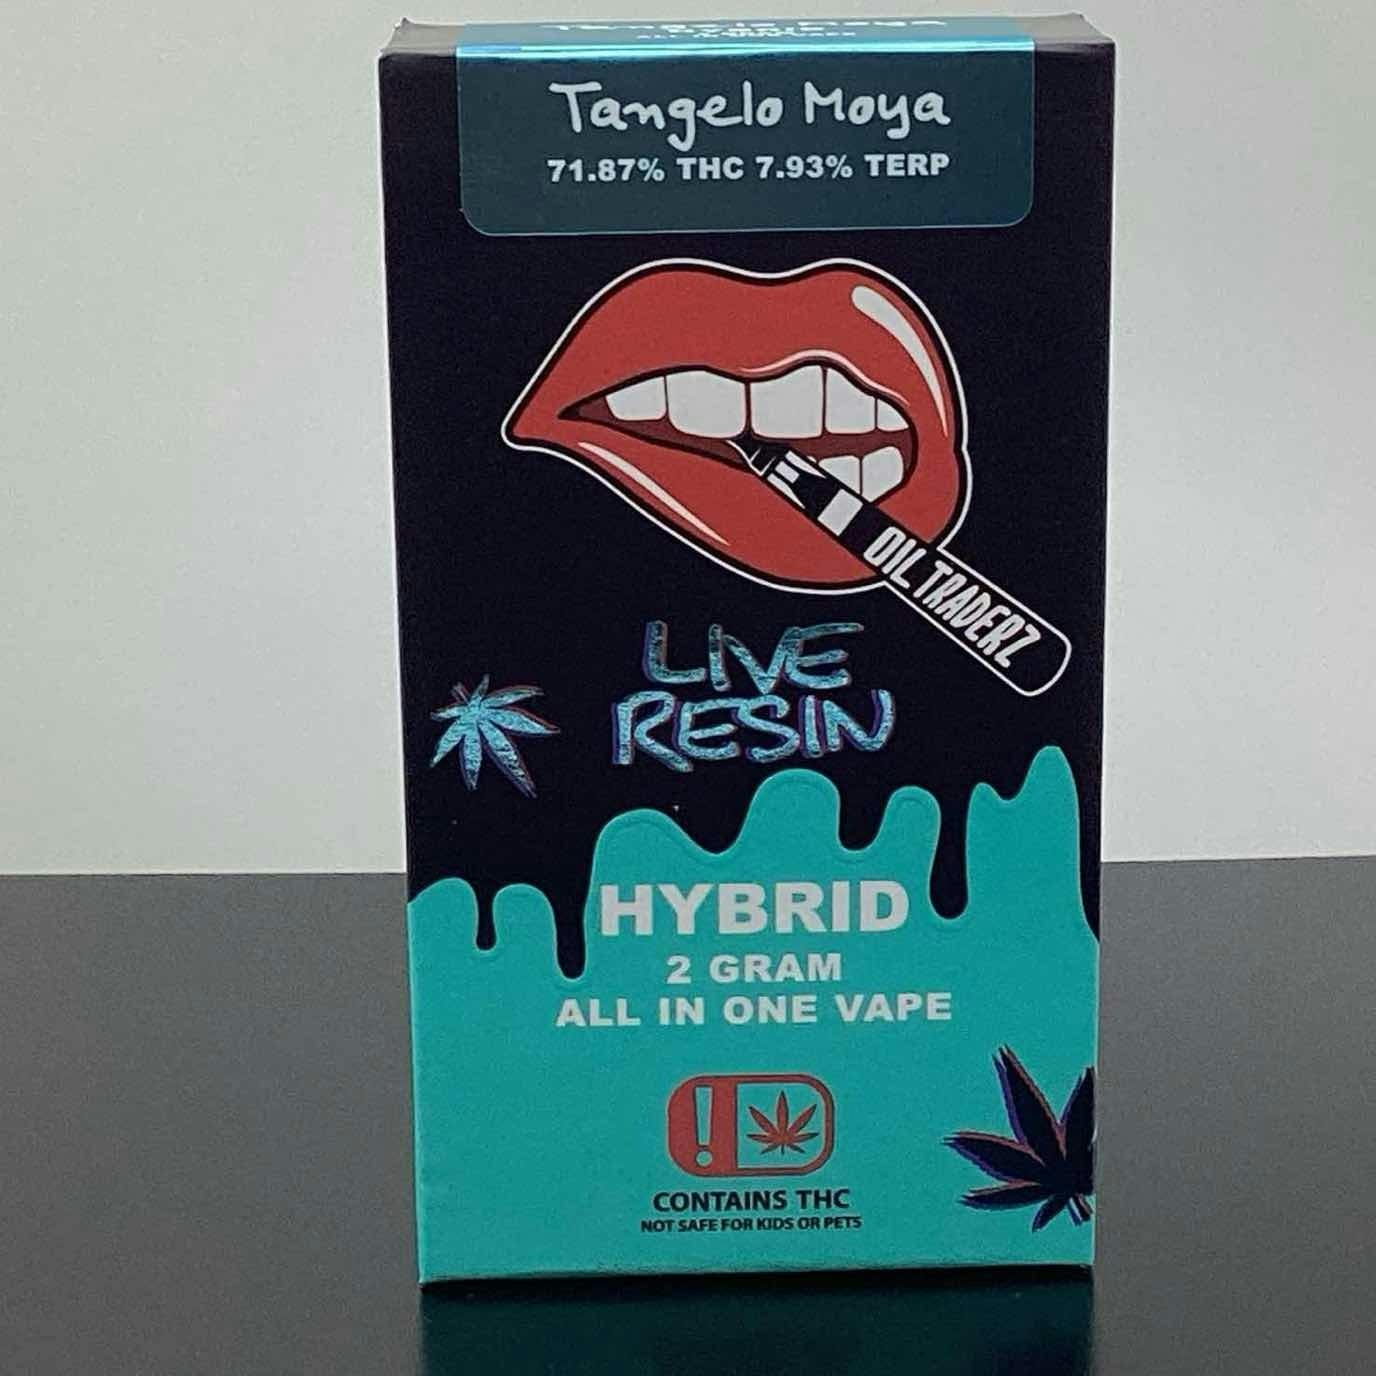 Tangelo Moya
71.87% THC 7.93% TERP
OIL TRADERZ
LIVE
RESIN
HYBRID
2 GRAM
ALL IN ONE VAPE
!
CONTAINS THC
NOT SAFE FOR KIDS OR PETS